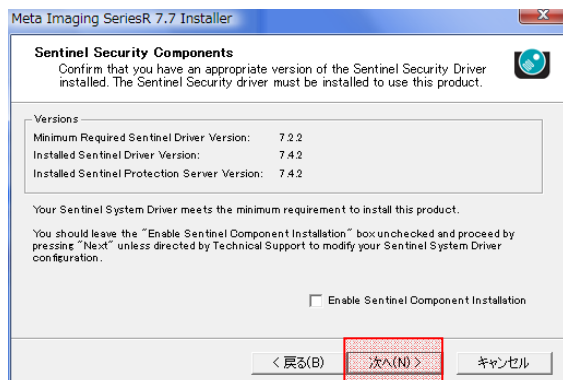 Meta Imaging SeriesR 7.7 Installer
Sentinel Security Components
Confirm that you have an appropriate version of the Sentinel Security Driver
installed. The Sentinel Security driver must be installed to use this product.
Versions
Minimum Required Sentinel Driver Version: 7.2.2
Installed Sentinel Driver Version: 7.4.2
Installed Sentinel Protection Server Version: 7.4.2
Your Sentinel System Driver meets the minimum requirement to install this product.
You should leave the "Enable Sentinel Component Installation" box unchecked and proceed by
pressing "Next" unless directed by Technical Support to modify your Sentinel System Driver
configuration.
Enable Sentinel Component Installation
< 戻る(B) 次へ(N) > キャンセル